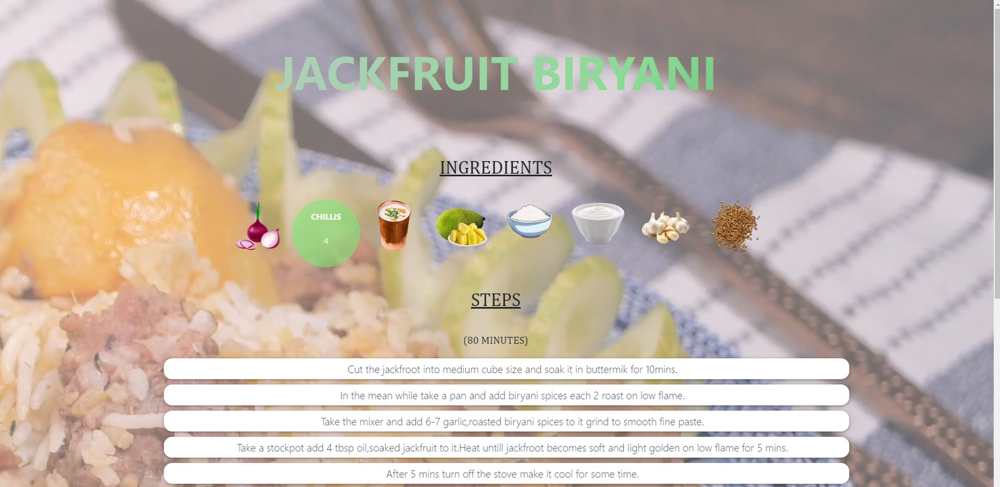 JACKFRUIT BIRYANI
INGREDIENTS
CHILLIS
4
STEPS
(80 MINUTES)
Cut the jackfroot into medium cube size and soak it in buttermik for 10mins.
In the mean while take a pan and add biryani spices each 2 roast on low flame.
Take the mixer and add 6-7 garlic,roasted biryani spices to it grind to smooth fine paste.
Take a stockpot add 4 tbsp oil,soaked jackfruit to it.Heat untill jackfroot becomes soft and light golden on low flame for 5 mins.
After 5 mins turn off the stove make it cool for some time.